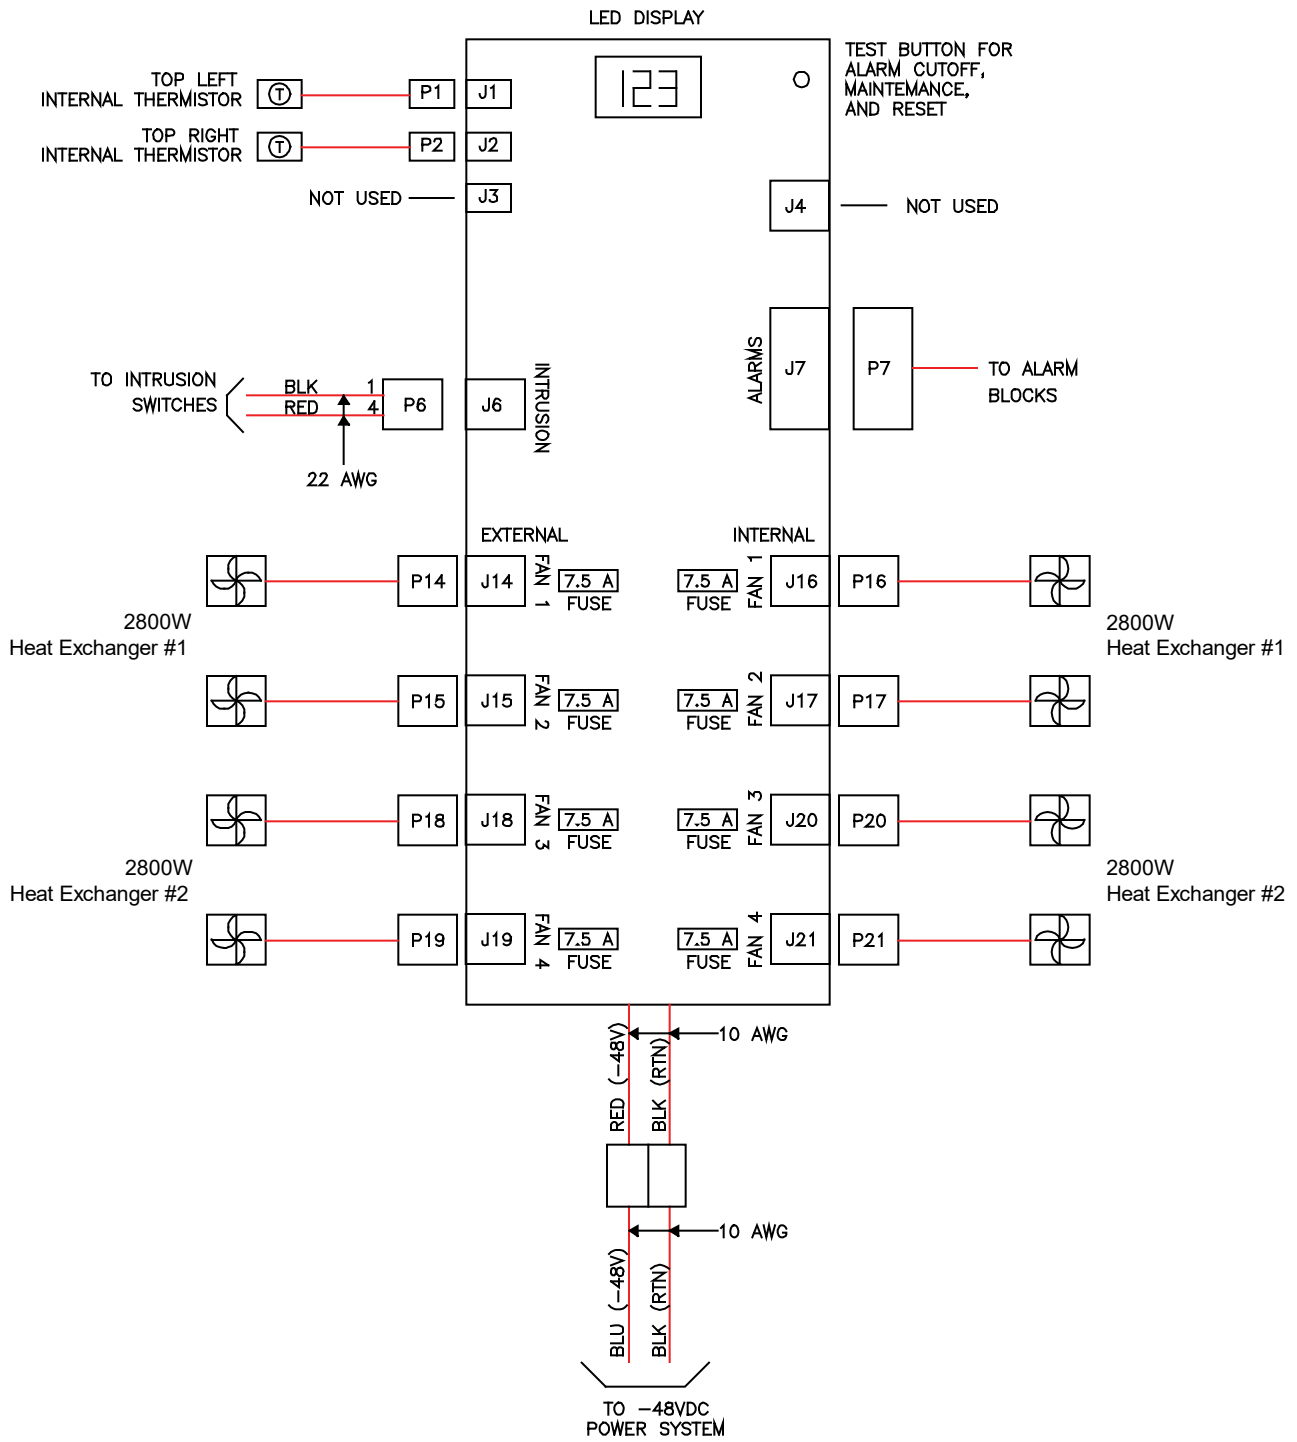 LED DISPLAY
123
TEST BUTTON FOR
ALARM CUTOFF,
MAINTEMANCE,
AND RESET
TOP LEFT
INTERNAL THERMISTOR
T
P1
J1
TOP RIGHT
INTERNAL THERMISTOR
T
P2
J2
NOT USED
J3
J4
NOT USED
TO INTRUSION
SWITCHES
BLK 1
RED 4
22 AWG
P6
J6
INTRUSION
ALARMS
J7
P7
TO ALARM
BLOCKS
EXTERNAL
INTERNAL
P14
J14
FAN 1
7.5 A
FUSE
7.5 A
FUSE
FAN 1
J16
P16
2800W
Heat Exchanger #1
2800W
Heat Exchanger #1
P15
J15
FAN 2
7.5 A
FUSE
7.5 A
FUSE
FAN 2
J17
P17
P18
J18
FAN 3
7.5 A
FUSE
7.5 A
FUSE
FAN 3
J20
P20
2800W
Heat Exchanger #2
2800W
Heat Exchanger #2
P19
J19
FAN 4
7.5 A
FUSE
7.5 A
FUSE
FAN 4
J21
P21
RED (-48V)
BLK (RTN)
10 AWG
10 AWG
BLU (-48V)
BLK (RTN)
TO -48VDC
POWER SYSTEM